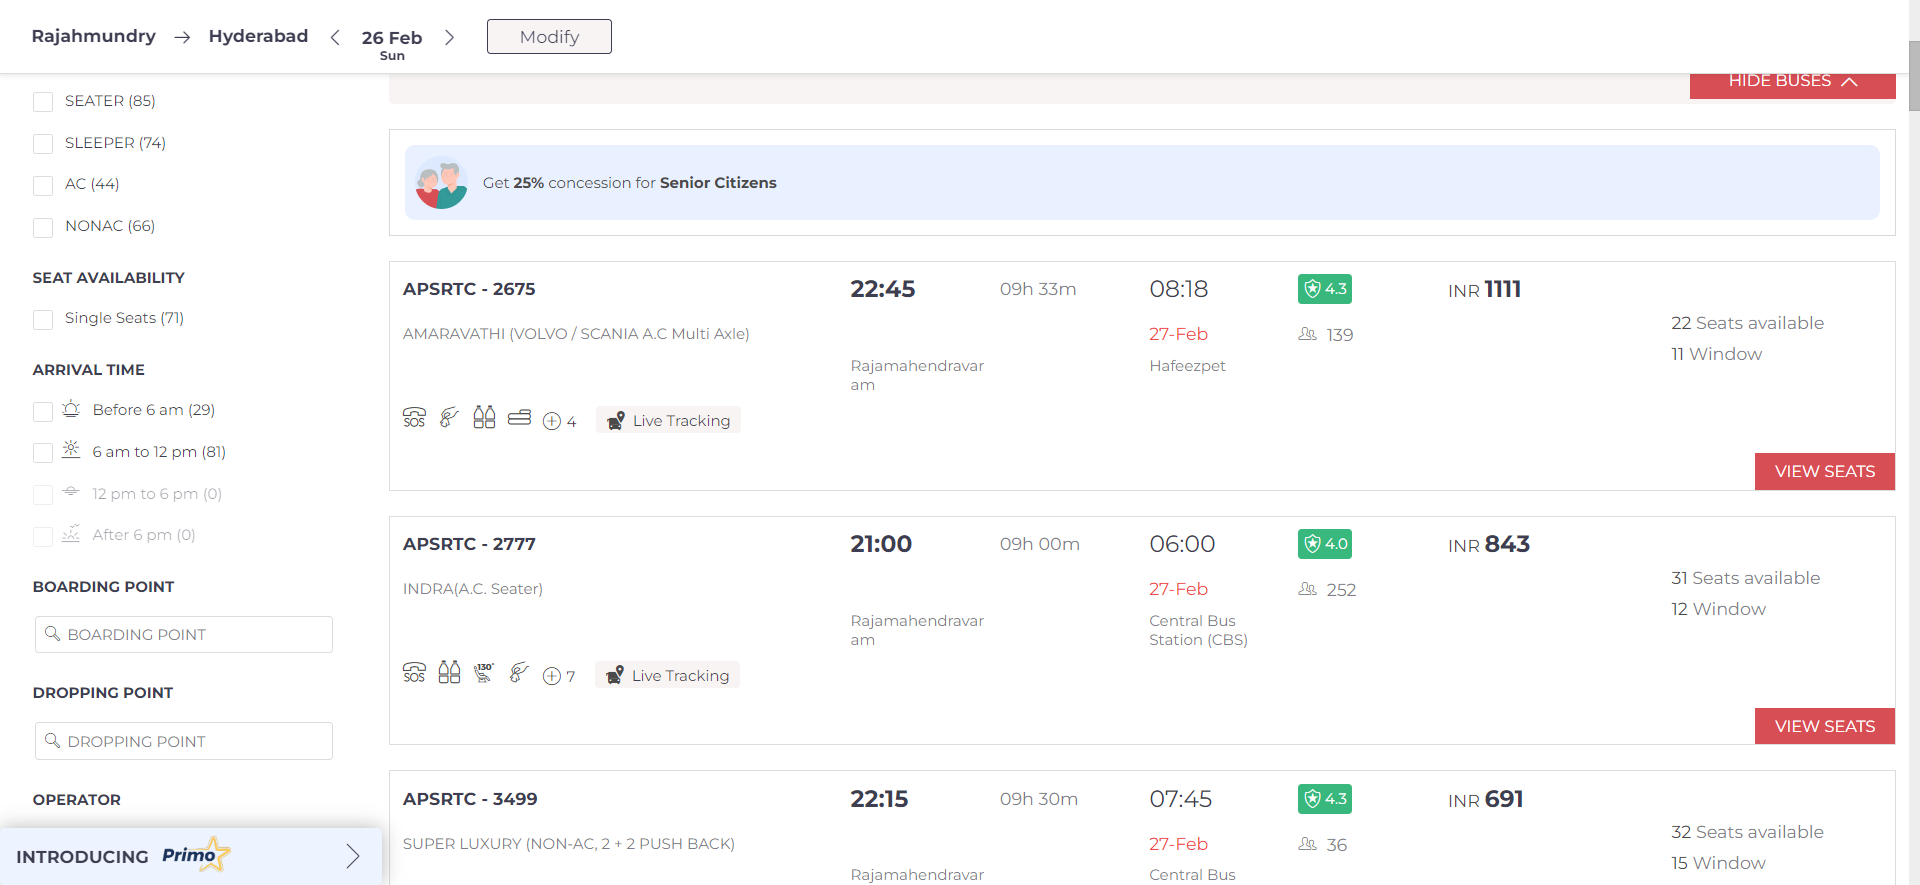 Rajahmundry → Hyderabad < 26 Feb > Modify
Sun
HIDE BUSES
SEATER (85)
SLEEPER (74)
AC (44)
NONAC (66)
SEAT AVAILABILITY
Single Seats (71)
ARRIVAL TIME
Before 6 am (29)
6 am to 12 pm (81)
12 pm to 6 pm (0)
After 6 pm (0)
BOARDING POINT
BOARDING POINT
DROPPING POINT
DROPPING POINT
OPERATOR
INTRODUCING Primo
Get 25% concession for Senior Citizens
APSRTC - 2675 22:45 09h 33m 08:18 4.3 INR 1111
22 Seats available
AMARAVATHI (VOLVO / SCANIA A.C Multi Axle) 27-Feb 139
11 Window
Rajamahendravar Hafeezpet
am
SOS 4 Live Tracking
VIEW SEATS
APSRTC - 2777 21:00 09h 00m 06:00 4.0 INR 843
31 Seats available
INDRA(A.C. Seater) 27-Feb 252
12 Window
Rajamahendravar Central Bus
am Station (CBS)
SOS 130° 7 Live Tracking
VIEW SEATS
APSRTC - 3499 22:15 09h 30m 07:45 4.3 INR 691
32 Seats available
SUPER LUXURY (NON-AC, 2 + 2 PUSH BACK) 27-Feb 36
15 Window
Rajamahendravar Central Bus